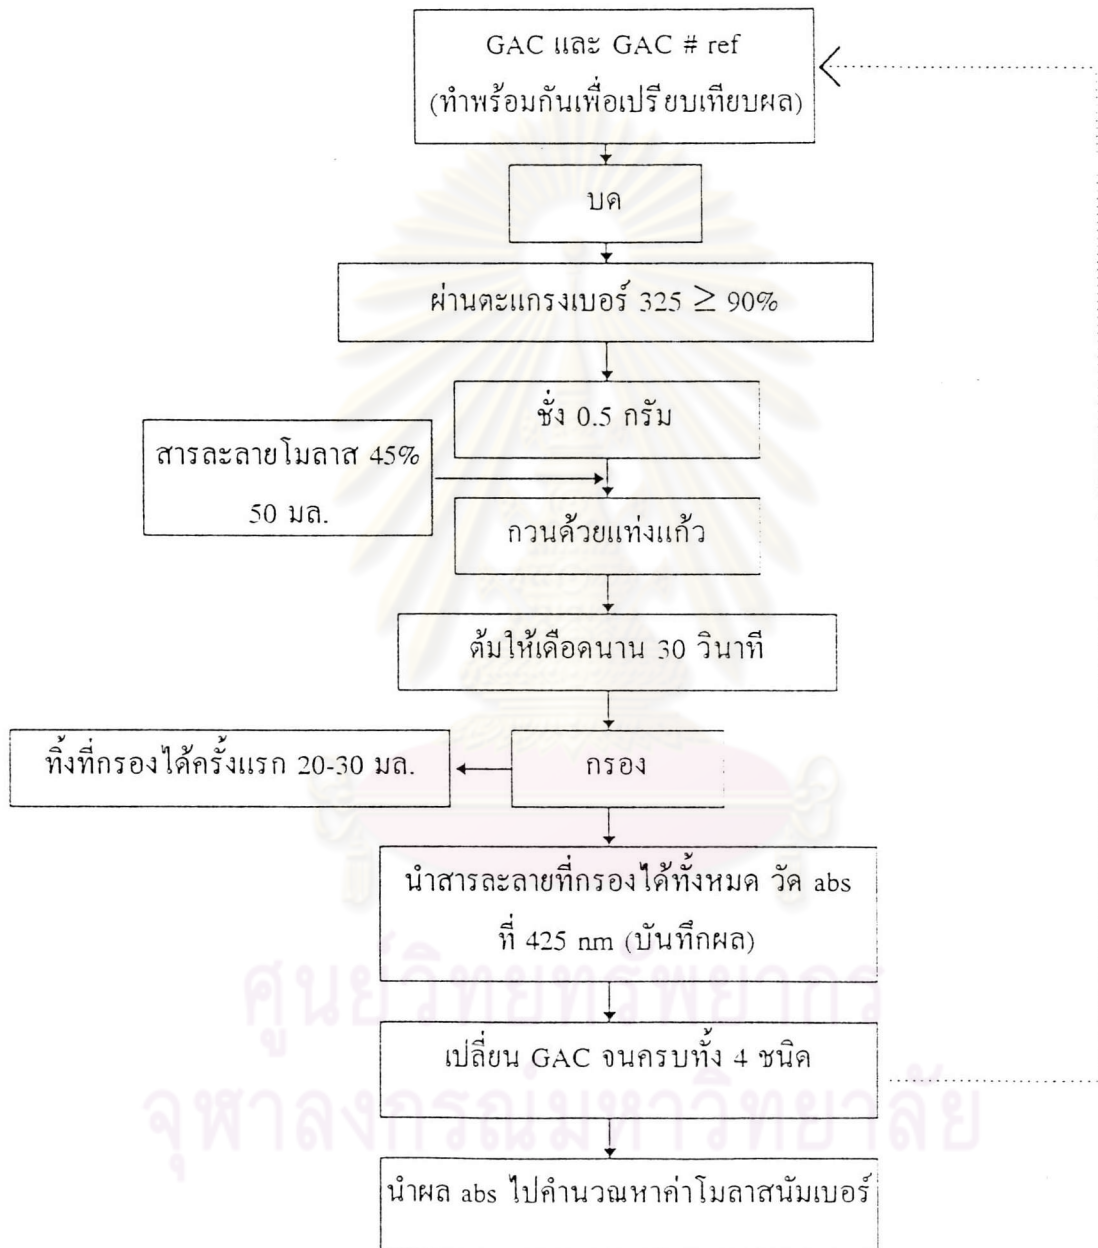 GAC และ GAC # ref
(ทำพร้อมกันเพื่อเปรียบเทียบผล)
บด
ผ่านตะแกรงเบอร์ 325 ≥ 90%
ชั่ง 0.5 กรัม
สารละลายโมลาส 45%
50 มล.
กวนด้วยแท่งแก้ว
ต้มให้เดือดนาน 30 วินาที
ทิ้งที่กรองได้ครั้งแรก 20-30 มล.
กรอง
นำสารละลายที่กรองได้ทั้งหมด วัด abs
ที่ 425 nm (บันทึกผล)
ศูนย์วิทยทรัพยากร
เปลี่ยน GAC จนครบทั้ง 4 ชนิด
จุฬาลงกรณ์มหาวิทยาลัย
นำผล abs ไปคำนวณหาค่าโมลาสนัมเบอร์